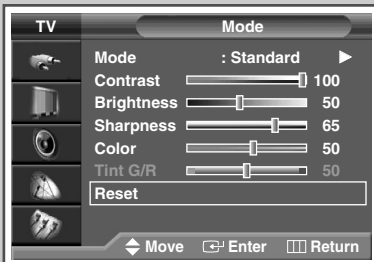 TV Mode
Mode : Standard
Contrast 100
Brightness 50
Sharpness 65
Color 50
Tint G/R 50
Reset
Move Enter Return